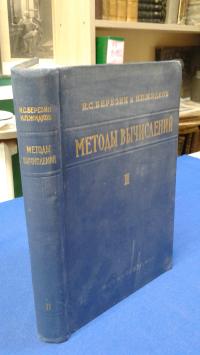 И.С.БЕРЕЗИН и Н.П.ЖИДКОВ
МЕТОДЫ ВЫЧИСЛЕНИЙ
II
И.С.БЕРЕЗИН
Н.П.ЖИДКОВ
МЕТОДЫ
ВЫЧИСЛЕНИЙ
II